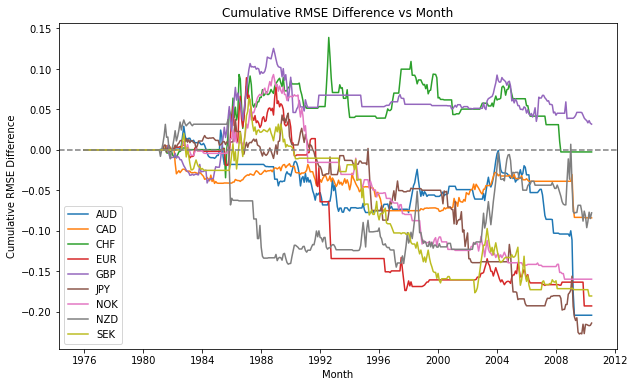 Cumulative RMSE Difference vs Month
Cumulative RMSE Difference
0.15
0.10
0.05
0.00
−0.05
−0.10
−0.15
−0.20
AUD
CAD
CHF
EUR
GBP
JPY
NOK
NZD
SEK
1976 1980 1984 1988 1992 1996 2000 2004 2008 2012
Month